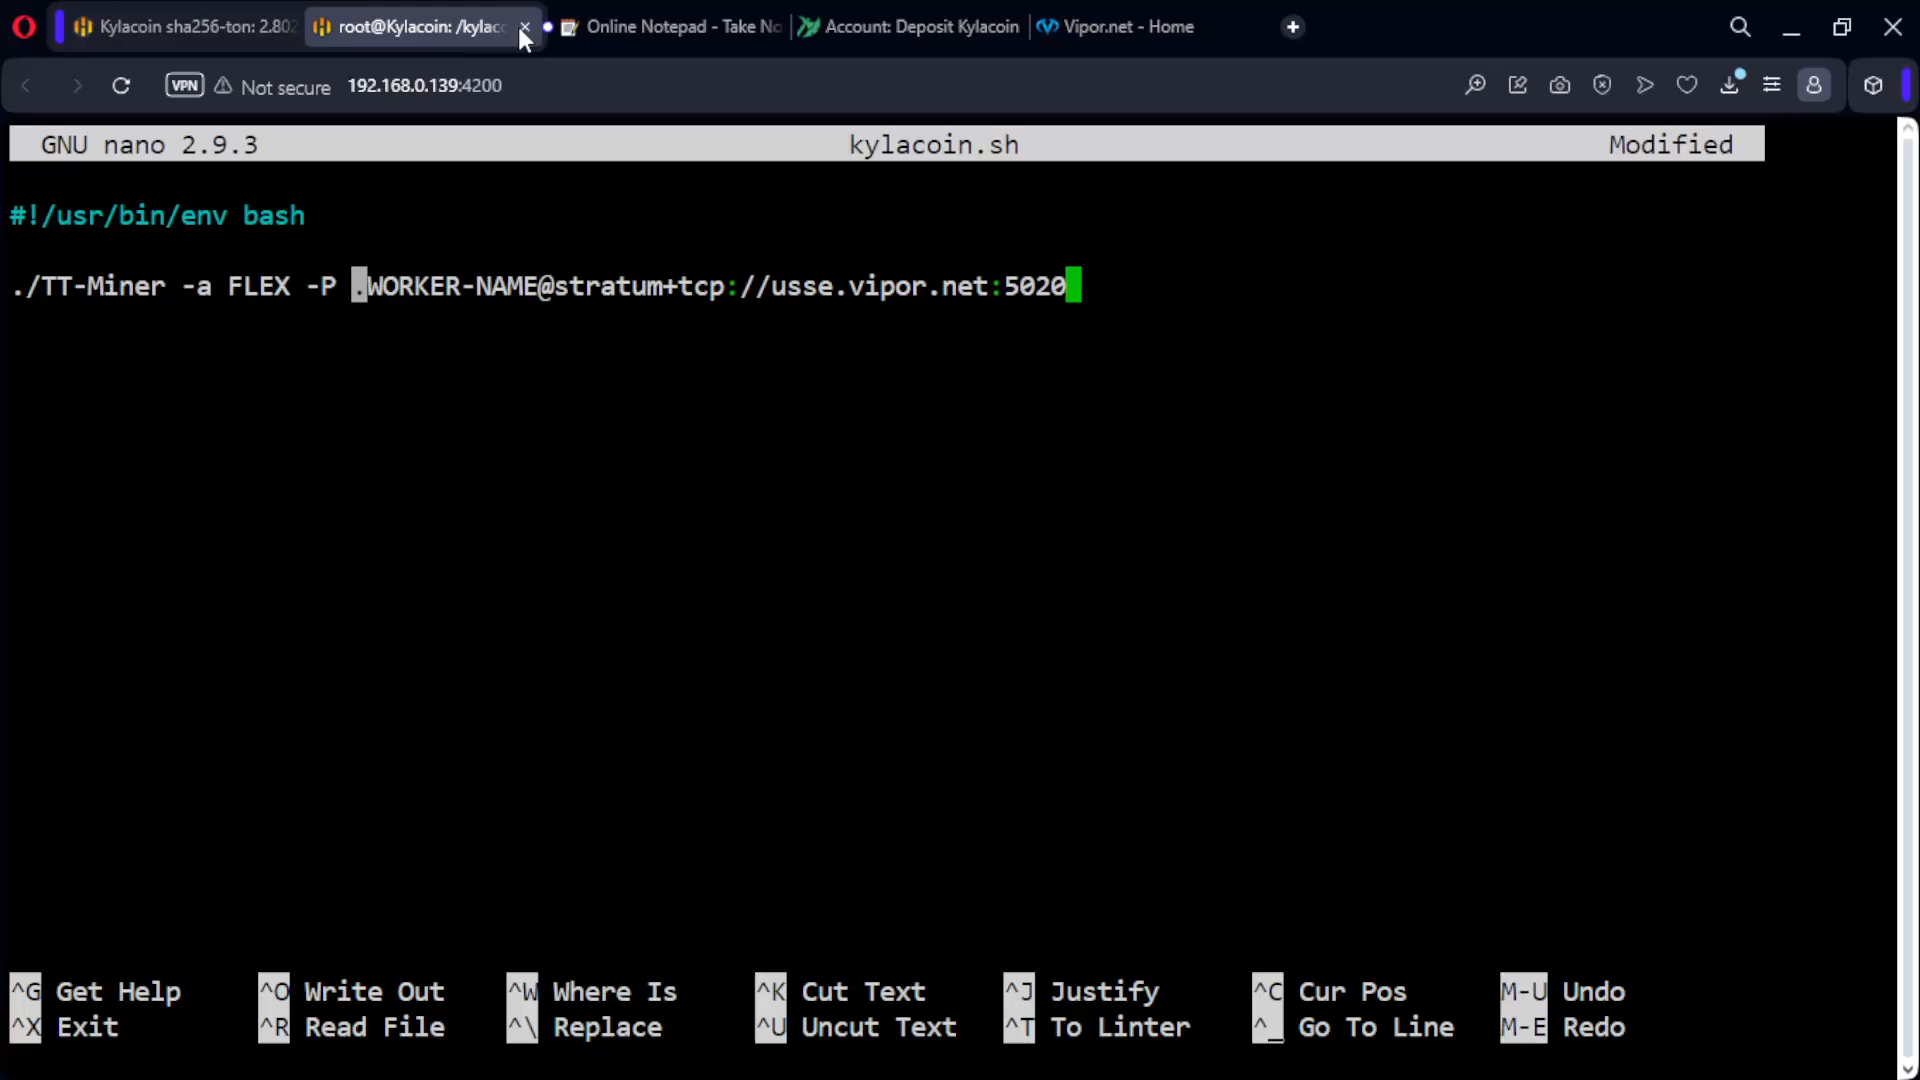 Kylacoin sha256-ton: 2.802
root@Kylacoin: /kylaco
Online Notepad - Take No
Account: Deposit Kylacoin
Vipor.net - Home
VPN
Not secure
192.168.0.139:4200
GNU nano 2.9.3 kylacoin.sh Modified
#!/usr/bin/env bash
./TT-Miner -a FLEX -P .WORKER-NAME@stratum+tcp://usse.vipor.net:5020
^G Get Help ^O Write Out ^W Where Is ^K Cut Text ^J Justify ^C Cur Pos M-U Undo
^X Exit ^R Read File ^\ Replace ^U Uncut Text ^T To Linter ^_ Go To Line M-E Redo